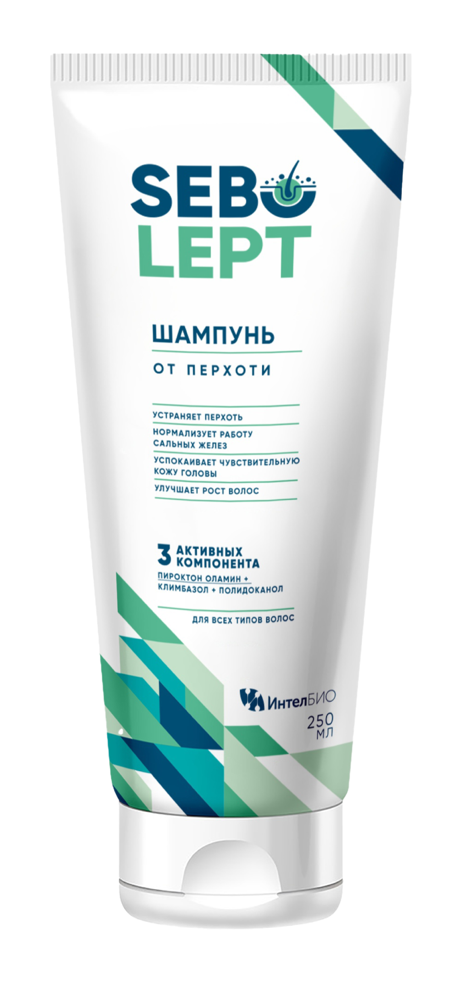 SEBO
LEPT
ШАМПУНЬ
ОТ ПЕРХОТИ
УСТРАНЯЕТ ПЕРХОТЬ
НОРМАЛИЗУЕТ РАБОТУ
САЛЬНЫХ ЖЕЛЕЗ
УСПОКАИВАЕТ ЧУВСТВИТЕЛЬНУЮ
КОЖУ ГОЛОВЫ
УЛУЧШАЕТ РОСТ ВОЛОС
3 АКТИВНЫХ
КОМПОНЕНТА
ПИРОКТОН ОЛАМИН +
КЛИМБАЗОЛ + ПОЛИДОКАНОЛ
ДЛЯ ВСЕХ ТИПОВ ВОЛОС
ИнтелБИО
250
МЛ